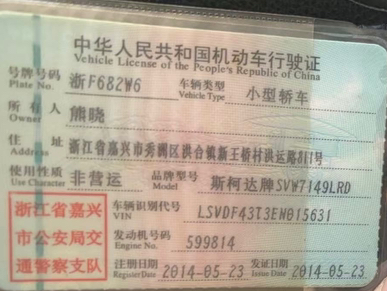 中华人民共和国机动车行驶证
Vehicle License of the People's Republic of China
号牌号码 浙F682W6 车辆类型 小型轿车
Plate No. Vehicle Type
所有人 熊晓
Owner
住址 浙江省嘉兴市秀洲区洪合镇新王桥村洪运路811号
Address
使用性质 非营运 品牌型号 斯柯达牌SVW7149LRD
Use Character Model
浙江省嘉兴 车辆识别代号 LSVDF43T3EN015631
VIN
市公安局交 发动机号码 599814
Engine No.
通警察支队 注册日期 2014-05-23 发证日期 2014-05-23
Register Date Issue Date